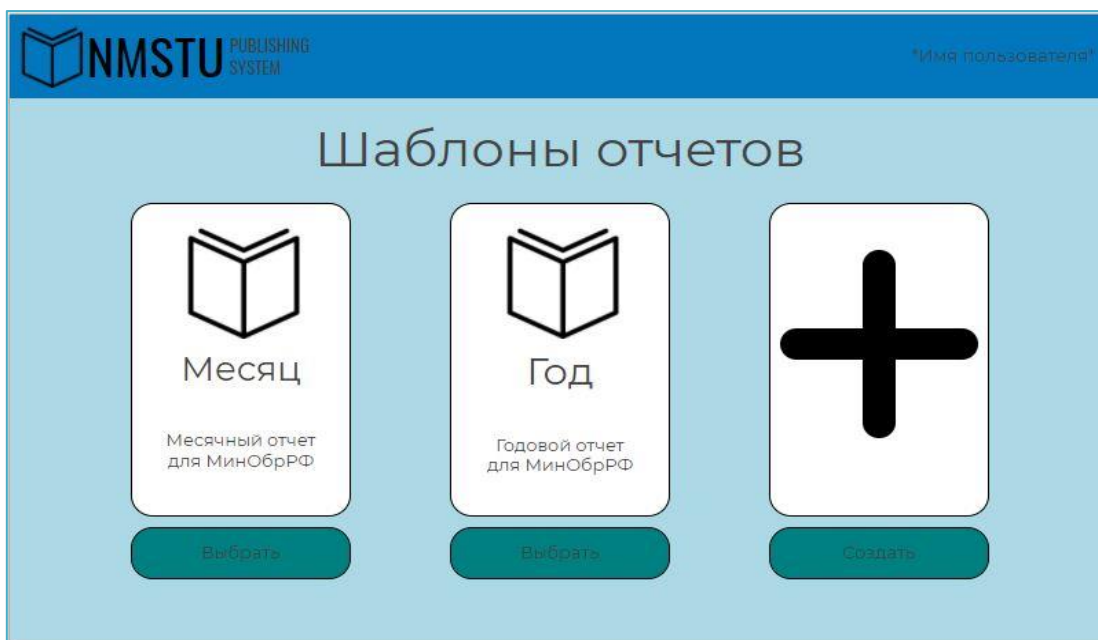 NMSTU PUBLISHING
SYSTEM
*Имя пользователя*
Шаблоны отчетов
Месяц
Месячный отчет
для МинОбрРФ
Выбрать
Год
Годовой отчет
для МинОбрРФ
Выбрать
Создать